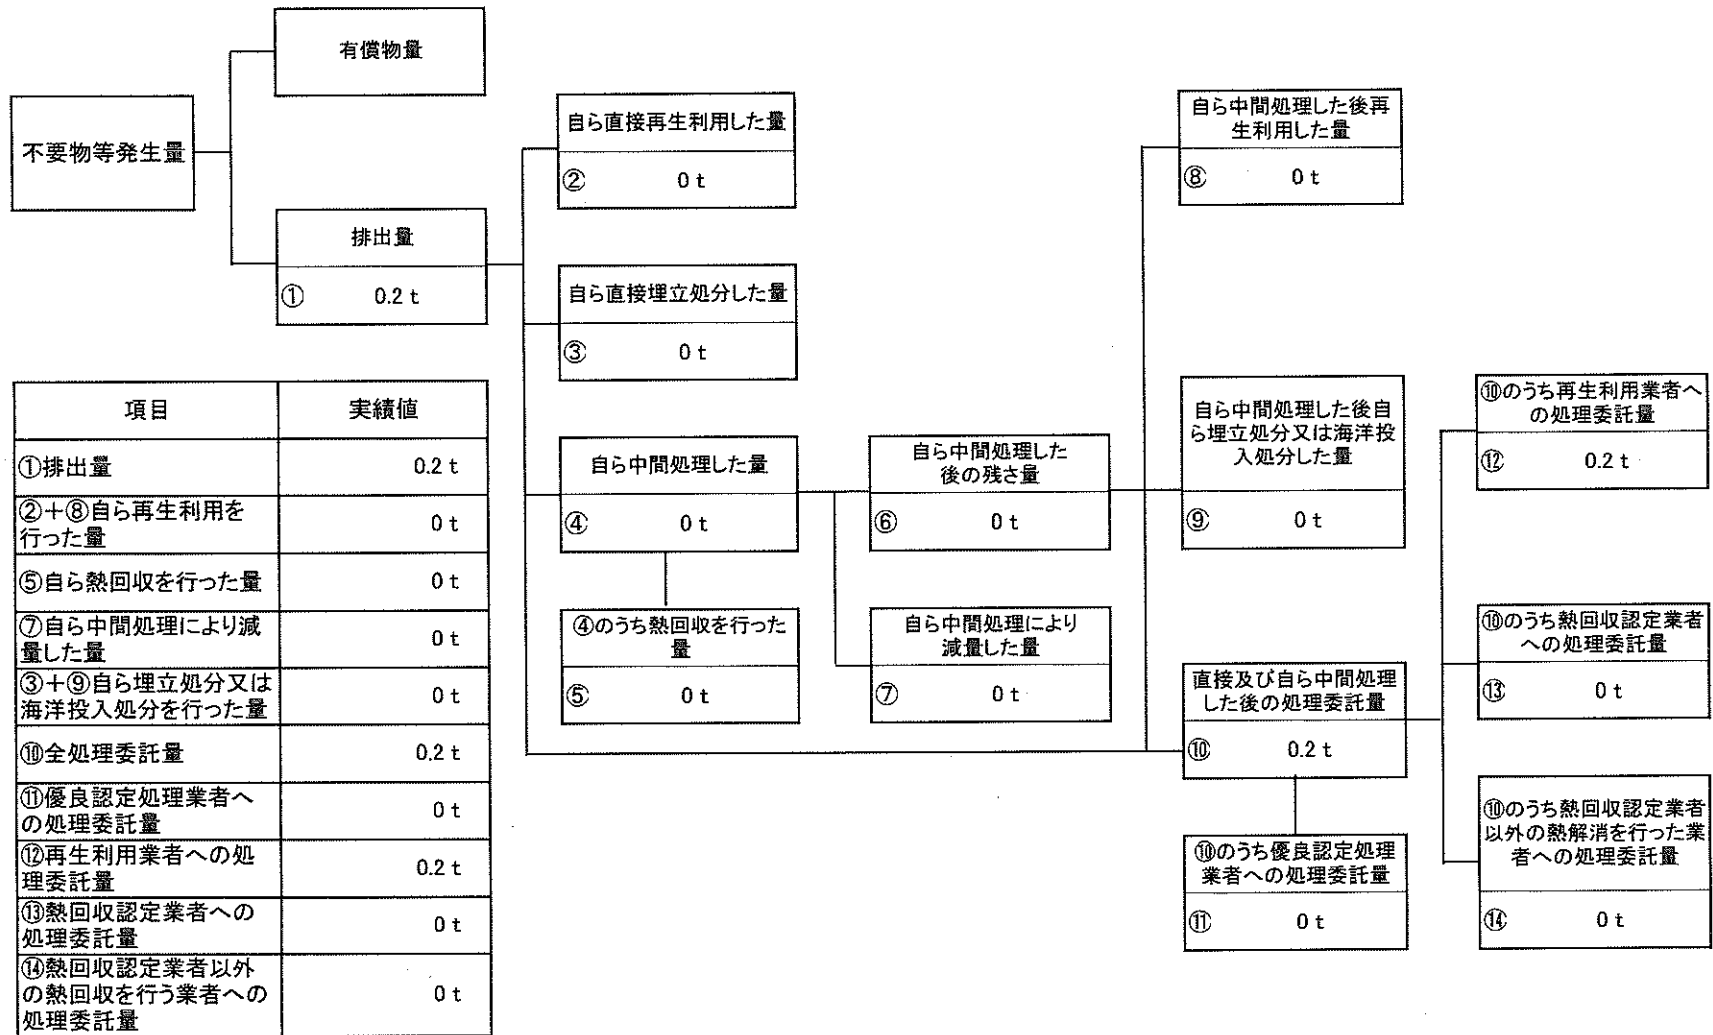 有償物量
不要物等発生量
排出量
① 0.2 t
自ら直接再生利用した量
② 0 t
自ら直接埋立処分した量
③ 0 t
自ら中間処理した量
④ 0 t
④のうち熱回収を行った
量
⑤ 0 t
自ら中間処理した
後の残さ量
⑥ 0 t
自ら中間処理により
減量した量
⑦ 0 t
自ら中間処理した後再
生利用した量
⑧ 0 t
自ら中間処理した後自
ら埋立処分又は海洋投
入処分した量
⑨ 0 t
直接及び自ら中間処理
した後の処理委託量
⑩ 0.2 t
⑩のうち優良認定処理
業者への処理委託量
⑪ 0 t
⑩のうち再生利用業者へ
の処理委託量
⑫ 0.2 t
⑩のうち熱回収認定業者
への処理委託量
⑬ 0 t
⑩のうち熱回収認定業者
以外の熱解消を行った業
者への処理委託量
⑭ 0 t
項目 実績値
①排出量 0.2 t
②+⑧自ら再生利用を
行った量 0 t
⑤自ら熱回収を行った量 0 t
⑦自ら中間処理により減
量した量 0 t
③+⑨自ら埋立処分又は
海洋投入処分を行った量 0 t
⑩全処理委託量 0.2 t
⑪優良認定処理業者へ
の処理委託量 0 t
⑫再生利用業者への処
理委託量 0.2 t
⑬熱回収認定業者への
処理委託量 0 t
⑭熱回収認定業者以外
の熱回収を行う業者への
処理委託量 0 t